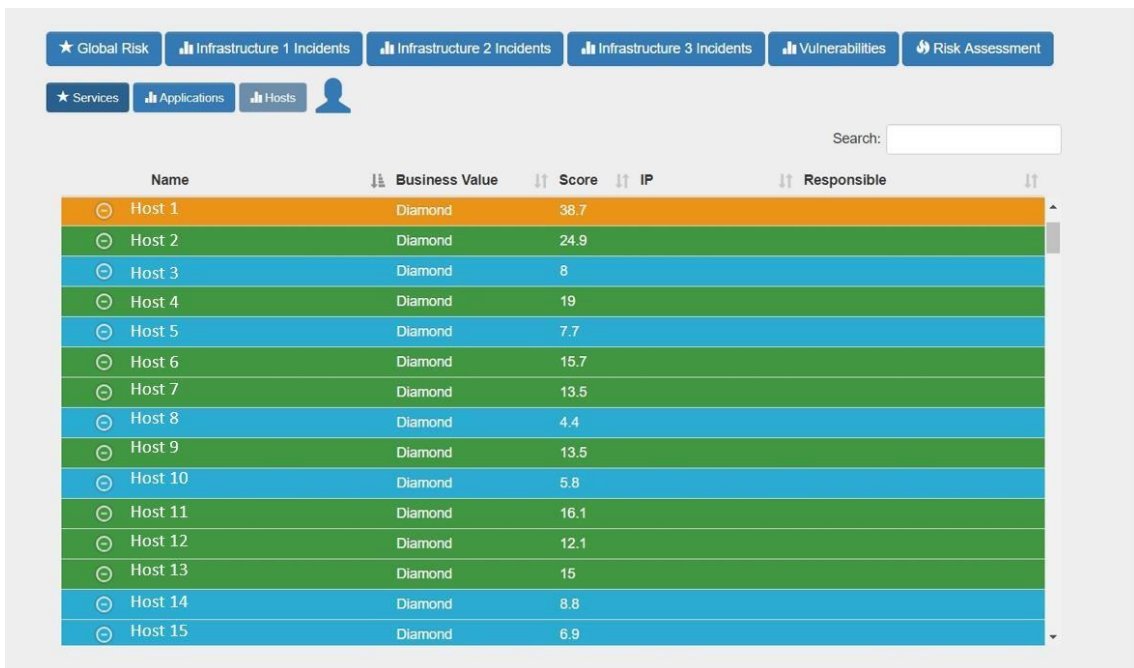 Global Risk Infrastructure 1 Incidents Infrastructure 2 Incidents Infrastructure 3 Incidents Vulnerabilities Risk Assessment
Services Applications Hosts
Search:
Name Business Value Score IP Responsible
Host 1 Diamond 38.7
Host 2 Diamond 24.9
Host 3 Diamond 8
Host 4 Diamond 19
Host 5 Diamond 7.7
Host 6 Diamond 15.7
Host 7 Diamond 13.5
Host 8 Diamond 4.4
Host 9 Diamond 13.5
Host 10 Diamond 5.8
Host 11 Diamond 16.1
Host 12 Diamond 12.1
Host 13 Diamond 15
Host 14 Diamond 8.8
Host 15 Diamond 6.9